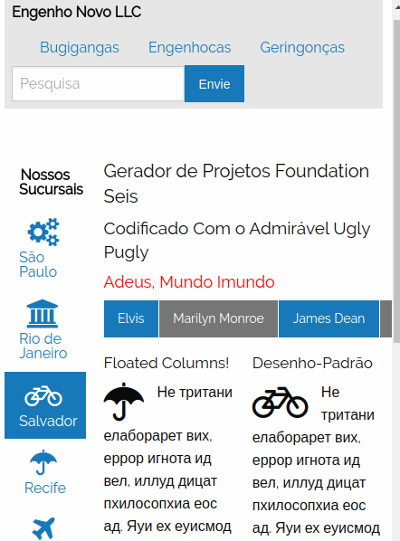 Engenho Novo LLC
Bugigangas Engenhocas Geringonças
Pesquisa Envie
Nossos
Sucursais
São
Paulo
Rio de
Janeiro
Salvador
Recife
Gerador de Projetos Foundation
Seis
Codificado Com o Admirável Ugly
Pugly
Adeus, Mundo Imundo
Elvis Marilyn Monroe James Dean
Floated Columns!
Не тритани
елаборарет вих,
еррор игнота ид
вел, иллуд дицат
пхилосопхиа еос
ад. Яуи ех еуисмод
Desenho-Padrão
Не
тритани
елаборарет вих,
еррор игнота ид
вел, иллуд дицат
пхилосопхиа еос
ад. Яуи ех еуисмод